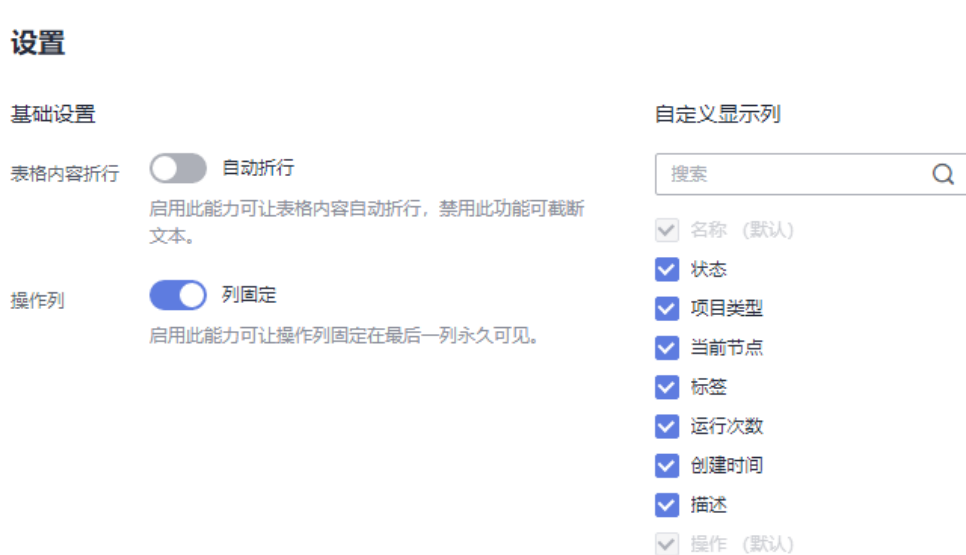 设置
基础设置
表格内容折行
自动折行
启用此能力可让表格内容自动折行，禁用此功能可截断
文本。
操作列
列固定
启用此能力可让操作列固定在最后一列永久可见。
自定义显示列
搜索
名称 (默认)
状态
项目类型
当前节点
标签
运行次数
创建时间
描述
操作 (默认)